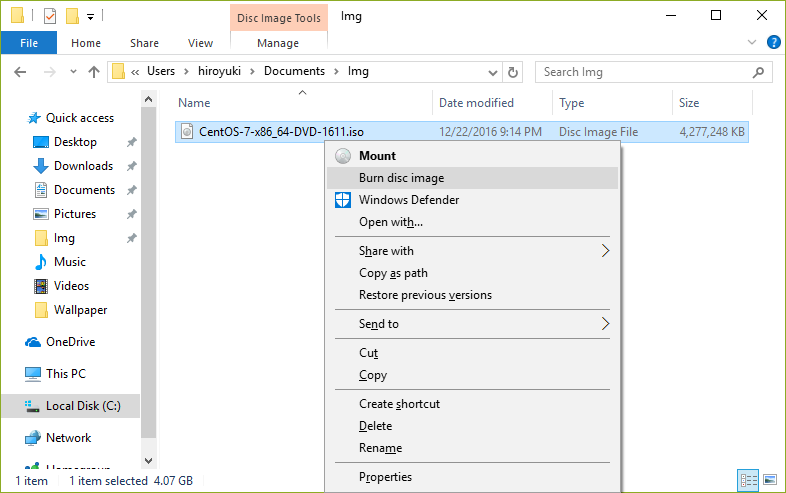 Disc Image Tools
Img
File
Home
Share
View
Manage
« Users › hiroyuki › Documents › Img
Search Img
Name
Date modified
Type
Size
CentOS-7-x86_64-DVD-1611.iso
12/22/2016 9:14 PM
Disc Image File
4,277,248 KB
Quick access
Desktop
Downloads
Documents
Pictures
Img
Music
Videos
Wallpaper
OneDrive
This PC
Local Disk (C:)
Network
Homegroup
Mount
Burn disc image
Windows Defender
Open with...
Share with
Copy as path
Restore previous versions
Send to
Cut
Copy
Create shortcut
Delete
Rename
Properties
1 item
1 item selected 4.07 GB